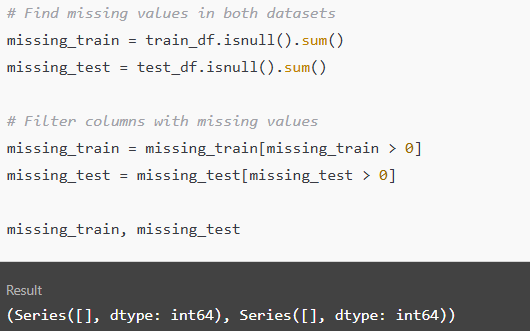 # Find missing values in both datasets
missing_train = train_df.isnull().sum()
missing_test = test_df.isnull().sum()
# Filter columns with missing values
missing_train = missing_train[missing_train > 0]
missing_test = missing_test[missing_test > 0]
missing_train, missing_test
Result
(Series([], dtype: int64), Series([], dtype: int64))